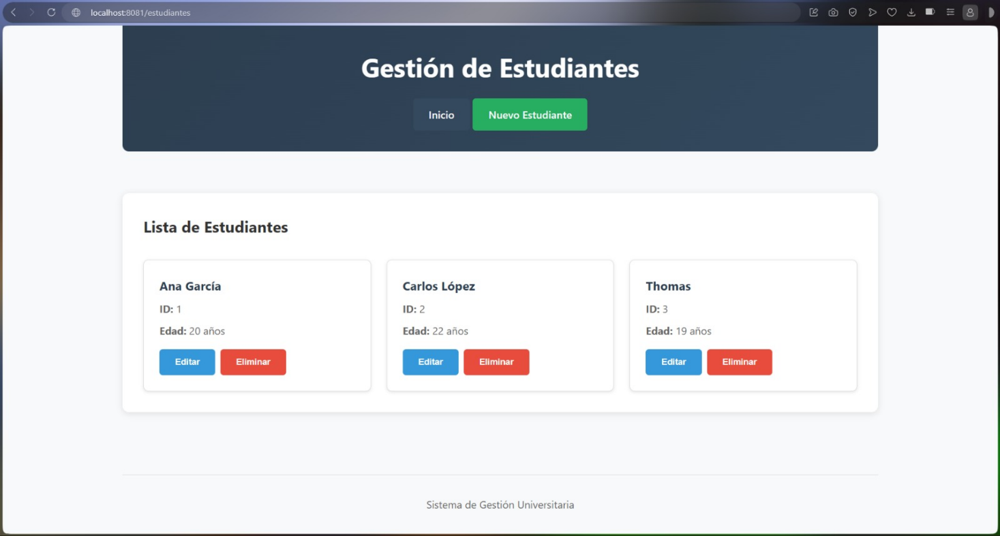 localhost:8081/estudiantes
Gestión de Estudiantes
Inicio
Nuevo Estudiante
Lista de Estudiantes
Ana García
ID: 1
Edad: 20 años
Editar
Eliminar
Carlos López
ID: 2
Edad: 22 años
Editar
Eliminar
Thomas
ID: 3
Edad: 19 años
Editar
Eliminar
Sistema de Gestión Universitaria